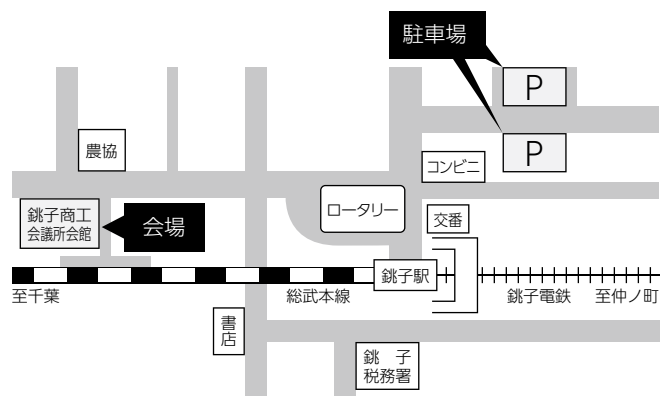 駐車場
P
P
農協
コンビニ
銚子商工
会議所会館
会場
ロータリー
交番
銚子駅
至千葉
総武本線
銚子電鉄
至仲ノ町
書店
銚子
税務署